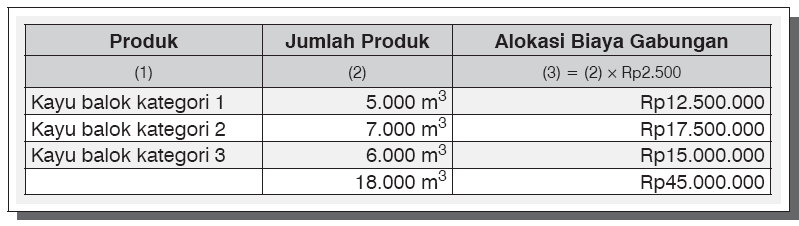 Produk Jumlah Produk Alokasi Biaya Gabungan
(1) (2) (3) = (2) × Rp2.500
Kayu balok kategori 1 5.000 m³ Rp12.500.000
Kayu balok kategori 2 7.000 m³ Rp17.500.000
Kayu balok kategori 3 6.000 m³ Rp15.000.000
18.000 m³ Rp45.000.000